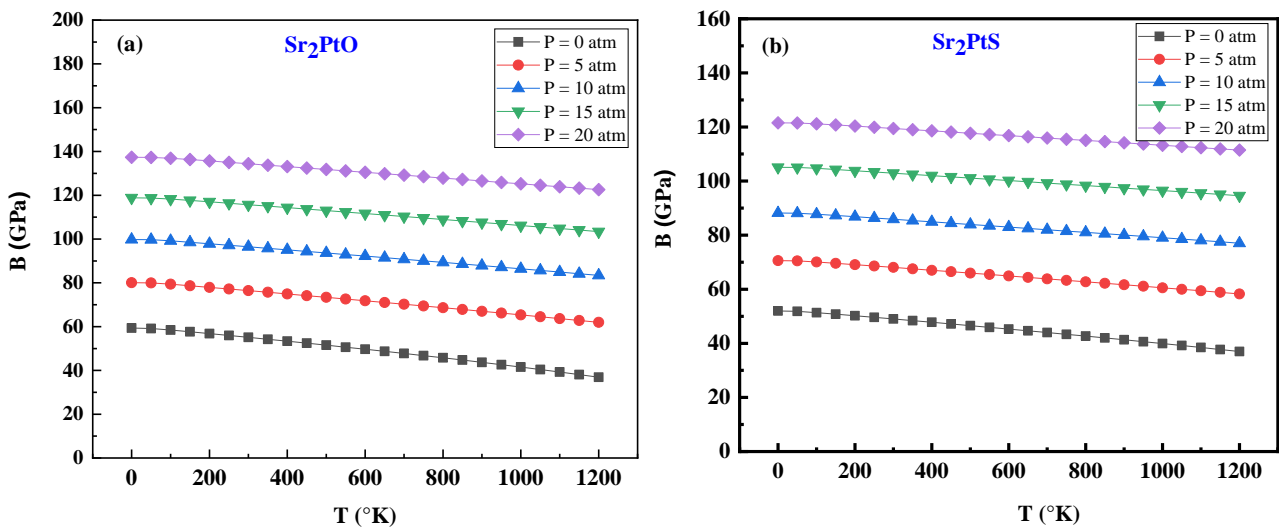 (a)
Sr₂PtO
P = 0 atm
P = 5 atm
P = 10 atm
P = 15 atm
P = 20 atm
200
180
160
140
120
100
80
60
40
20
0
B (GPa)
0 200 400 600 800 1000 1200
T (°K)
(b)
Sr₂PtS
P = 0 atm
P = 5 atm
P = 10 atm
P = 15 atm
P = 20 atm
160
140
120
100
80
60
40
20
0
B (GPa)
0 200 400 600 800 1000 1200
T (°K)